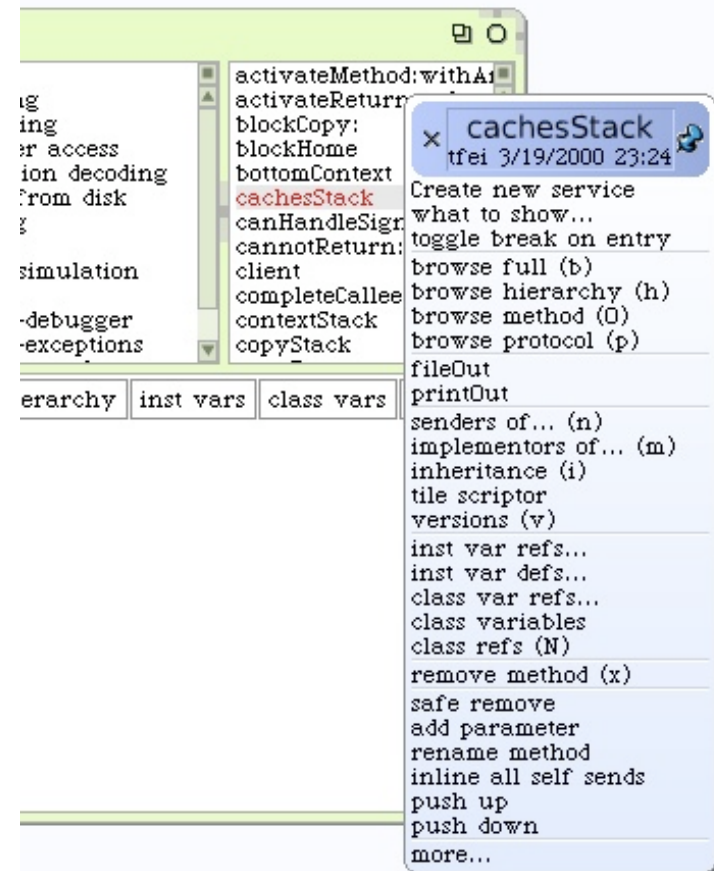 ng
ing
er access
ion decoding
from disk
g
simulation
-debugger
-exceptions
activateMethod:withAr
activateReturn
blockCopy:
blockHome
bottomContext
cachesStack
canHandleSign
cannotReturn:
client
completeCallee
contextStack
copyStack
erarchy
inst vars
class vars
cachesStack
tfei 3/19/2000 23:24
Create new service
what to show...
toggle break on entry
browse full (b)
browse hierarchy (h)
browse method (O)
browse protocol (p)
fileOut
printOut
senders of... (n)
implementors of... (m)
inheritance (i)
tile scriptor
versions (v)
inst var refs...
inst var defs...
class var refs...
class variables
class refs (N)
remove method (x)
safe remove
add parameter
rename method
inline all self sends
push up
push down
more...